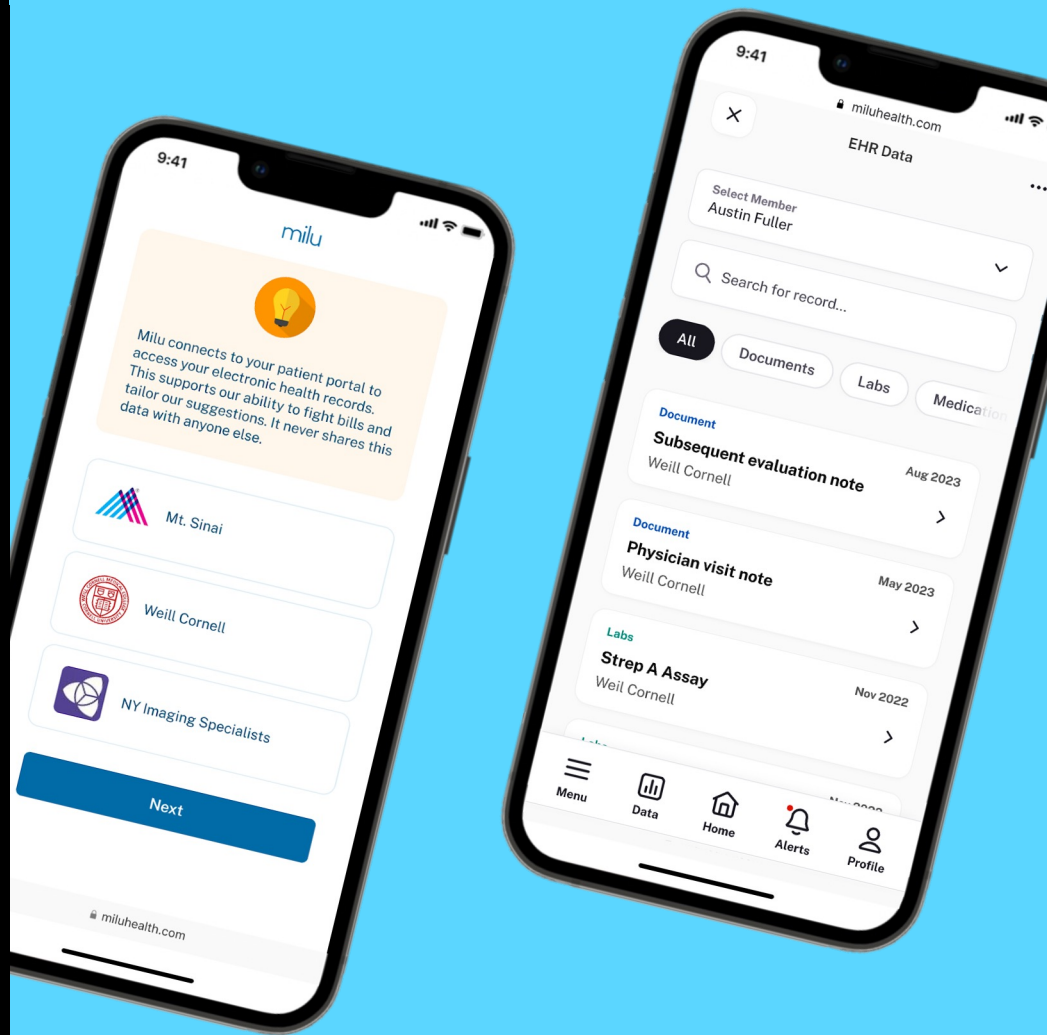 9:41
milu
Milu connects to your patient portal to
access your electronic health records.
This supports our ability to fight bills and
tailor our suggestions. It never shares this
data with anyone else.
Mt. Sinai
Weill Cornell
NY Imaging Specialists
Next
miluhealth.com
9:41
miluhealth.com
EHR Data
Select Member
Austin Fuller
Search for record...
All
Documents
Labs
Medication
Document
Subsequent evaluation note
Aug 2023
Weill Cornell
Document
Physician visit note
May 2023
Weill Cornell
Labs
Strep A Assay
Nov 2022
Weil Cornell
Labs
Nov 2022
Menu
Data
Home
Alerts
Profile